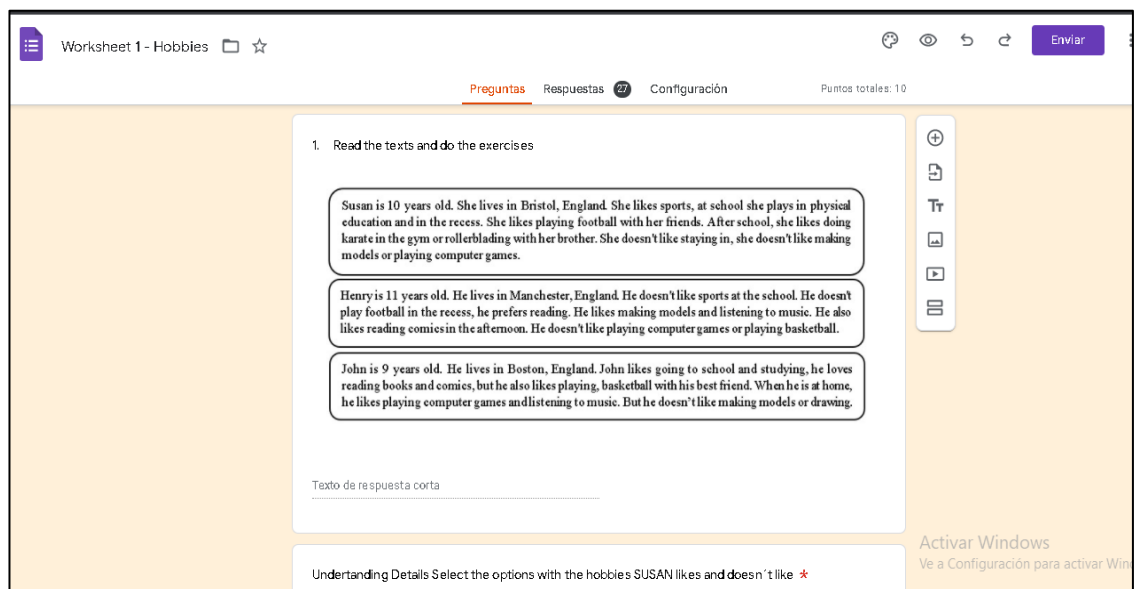 Worksheet 1 - Hobbies
Enviar
Preguntas Respuestas 27 Configuración Puntos totales: 10
1. Read the texts and do the exercises
Susan is 10 years old. She lives in Bristol, England. She likes sports, at school she plays in physical
education and in the recess. She likes playing football with her friends. After school, she likes doing
karate in the gym or rollerblading with her brother. She doesn't like staying in, she doesn't like making
models or playing computer games.
Henry is 11 years old. He lives in Manchester, England. He doesn't like sports at the school. He doesn't
play football in the recess, he prefers reading. He likes making models and listening to music. He also
likes reading comics in the afternoon. He doesn't like playing computer games or playing basketball.
John is 9 years old. He lives in Boston, England. John likes going to school and studying, he loves
reading books and comics, but he also likes playing, basketball with his best friend. When he is at home,
he likes playing computer games and listening to music. But he doesn't like making models or drawing.
Texto de respuesta corta
Undertanding Details Select the options with the hobbies SUSAN likes and doesn´t like *
Activar Windows
Ve a Configuración para activar Win